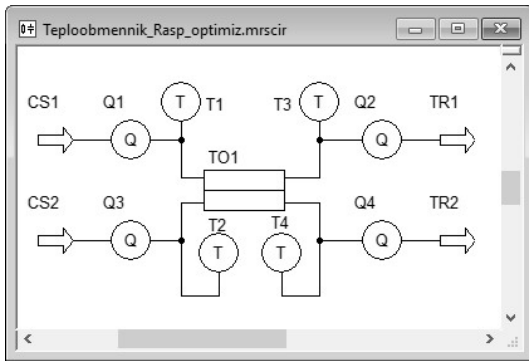 Teploobmennik_Rasp_optimiz.mrscir
CS1 Q1 T T1 T3 T Q2 TR1
Q Q
TO1
CS2 Q3 T2 T4 Q4 TR2
Q T T Q